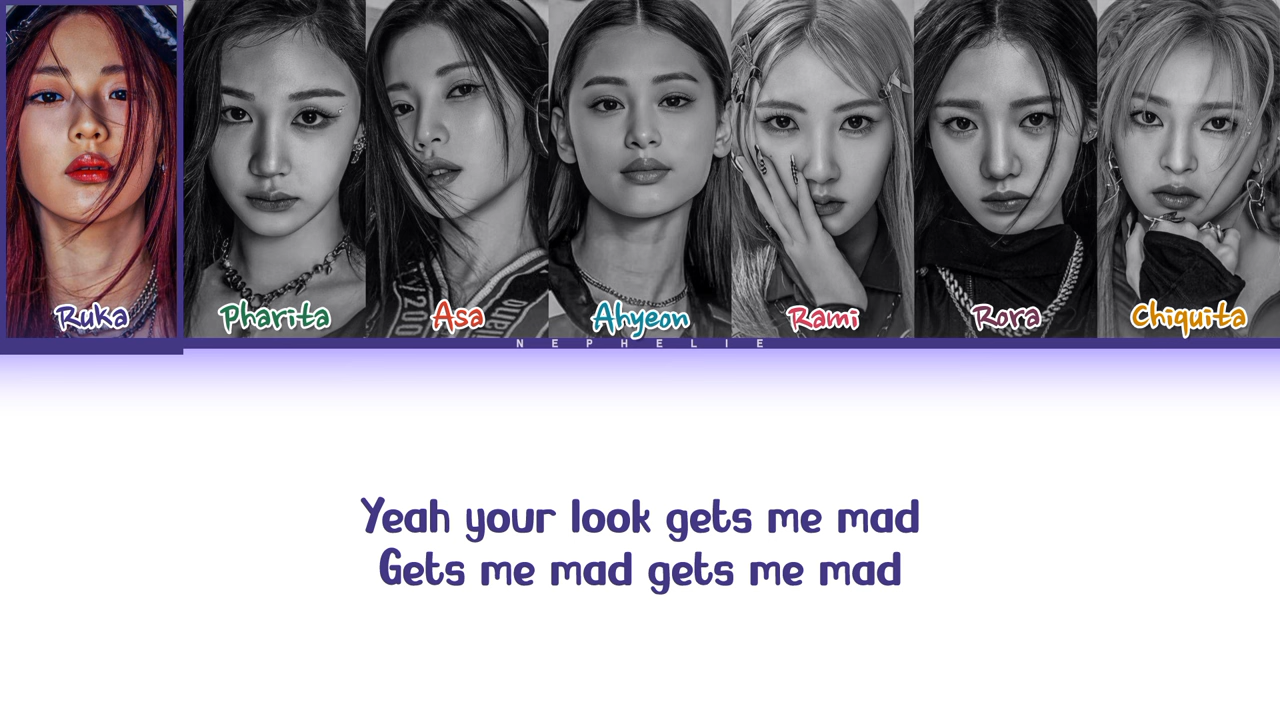 Ruka Pharita Asa Ahyeon Rami Rora Chiquita
NEPHELIE
Yeah your look gets me mad
Gets me mad gets me mad